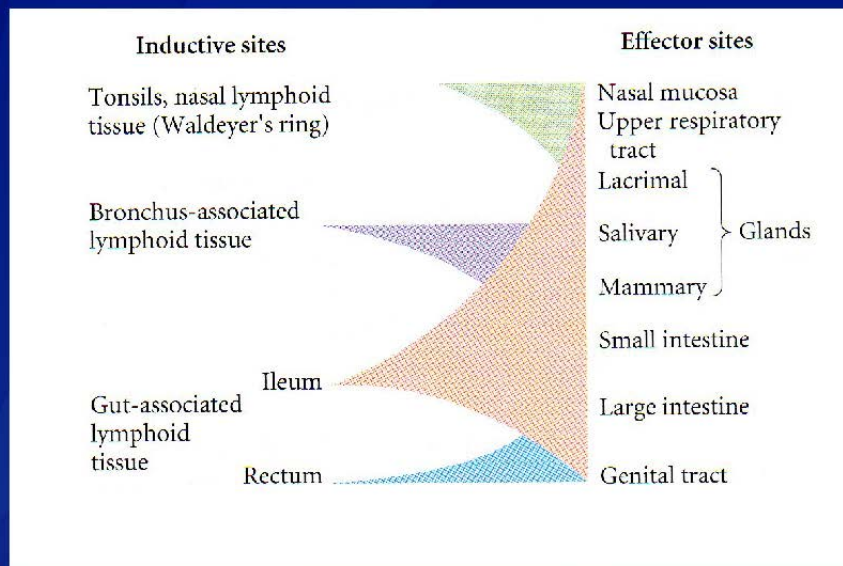 Inductive sites
Effector sites
Tonsils, nasal lymphoid
tissue (Waldeyer's ring)
Bronchus-associated
lymphoid tissue
Ileum
Gut-associated
lymphoid
tissue
Rectum
Nasal mucosa
Upper respiratory
tract
Lacrimal
Salivary
Glands
Mammary
Small intestine
Large intestine
Genital tract